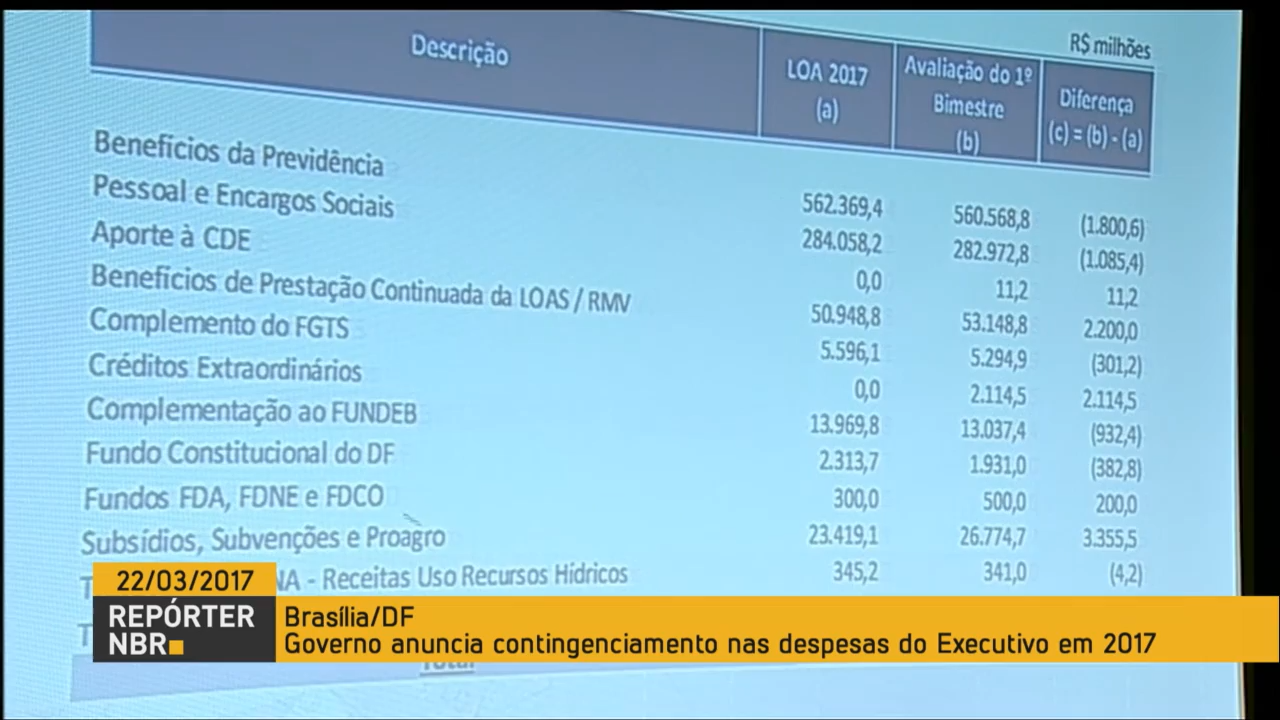 R$ milhões
Descrição LOA 2017 (a) Avaliação do 1º Bimestre (b) Diferença (c) = (b) - (a)
Benefícios da Previdência 562.369,4 560.568,8 (1.800,6)
Pessoal e Encargos Sociais 284.058,2 282.972,8 (1.085,4)
Aporte à CDE 0,0 11,2 11,2
Benefícios de Prestação Continuada da LOAS / RMV 50.948,8 53.148,8 2.200,0
Complemento do FGTS 5.596,1 5.294,9 (301,2)
Créditos Extraordinários 0,0 2.114,5 2.114,5
Complementação ao FUNDEB 13.969,8 13.037,4 (932,4)
Fundo Constitucional do DF 2.313,7 1.931,0 (382,8)
Fundos FDA, FDNE e FDCO 300,0 500,0 200,0
Subsídios, Subvenções e Proagro 23.419,1 26.774,7 3.355,5
- Receitas Uso Recursos Hídricos 345,2 341,0 (4,2)
Total
22/03/2017
REPÓRTER
NBR
Brasília/DF
Governo anuncia contingenciamento nas despesas do Executivo em 2017